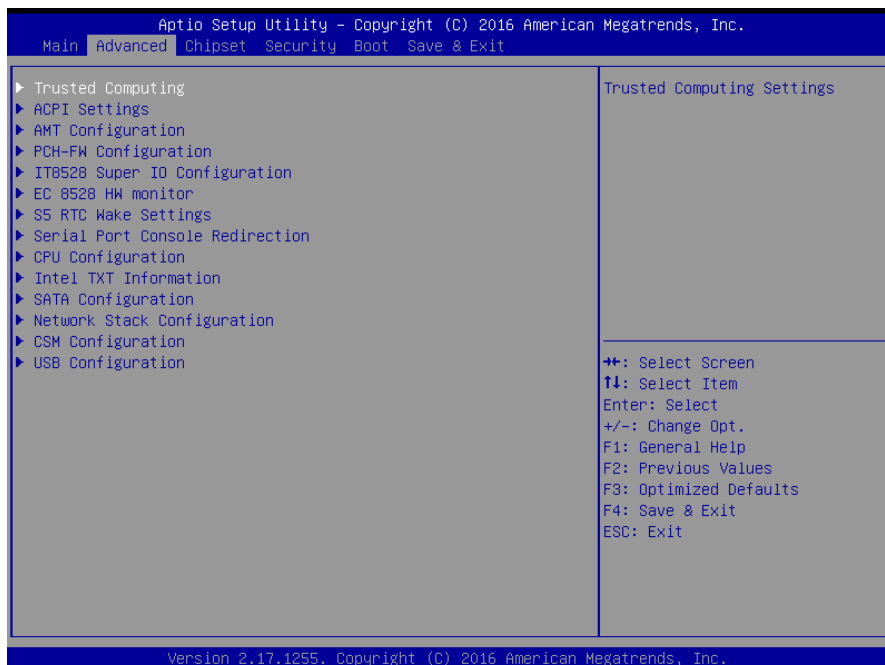 Aptio Setup Utility – Copyright (C) 2016 American Megatrends, Inc.
Main Advanced Chipset Security Boot Save & Exit
▶ Trusted Computing
▶ ACPI Settings
▶ AMT Configuration
▶ PCH-FW Configuration
▶ IT8528 Super IO Configuration
▶ EC 8528 HW monitor
▶ S5 RTC Wake Settings
▶ Serial Port Console Redirection
▶ CPU Configuration
▶ Intel TXT Information
▶ SATA Configuration
▶ Network Stack Configuration
▶ CSM Configuration
▶ USB Configuration
Trusted Computing Settings
→←: Select Screen
↑↓: Select Item
Enter: Select
+/-: Change Opt.
F1: General Help
F2: Previous Values
F3: Optimized Defaults
F4: Save & Exit
ESC: Exit
Version 2.17.1255. Copyright (C) 2016 American Megatrends, Inc.